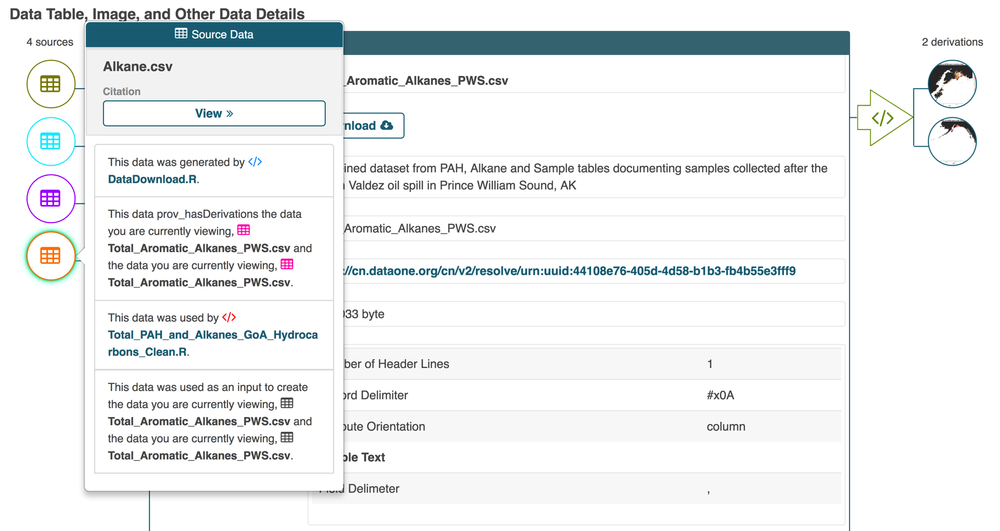 Data Table, Image, and Other Data Details
4 sources
Source Data
Alkane.csv
Citation
View »
This data was generated by </>
DataDownload.R.
This data prov_hasDerivations the data
you are currently viewing,
Total_Aromatic_Alkanes_PWS.csv and
the data you are currently viewing,
Total_Aromatic_Alkanes_PWS.csv.
This data was used by </>
Total_PAH_and_Alkanes_GoA_Hydroca
rbons_Clean.R.
This data was used as an input to create
the data you are currently viewing,
Total_Aromatic_Alkanes_PWS.csv and
the data you are currently viewing,
Total_Aromatic_Alkanes_PWS.csv.
_Aromatic_Alkanes_PWS.csv
nload
ined dataset from PAH, Alkane and Sample tables documenting samples collected after the
Valdez oil spill in Prince William Sound, AK
Aromatic_Alkanes_PWS.csv
://cn.dataone.org/cn/v2/resolve/urn:uuid:44108e76-405d-4d58-b1b3-fb4b55e3fff9
033 byte
ber of Header Lines 1
ord Delimiter #x0A
oute Orientation column
ple Text
Field Delimeter ,
</>
2 derivations